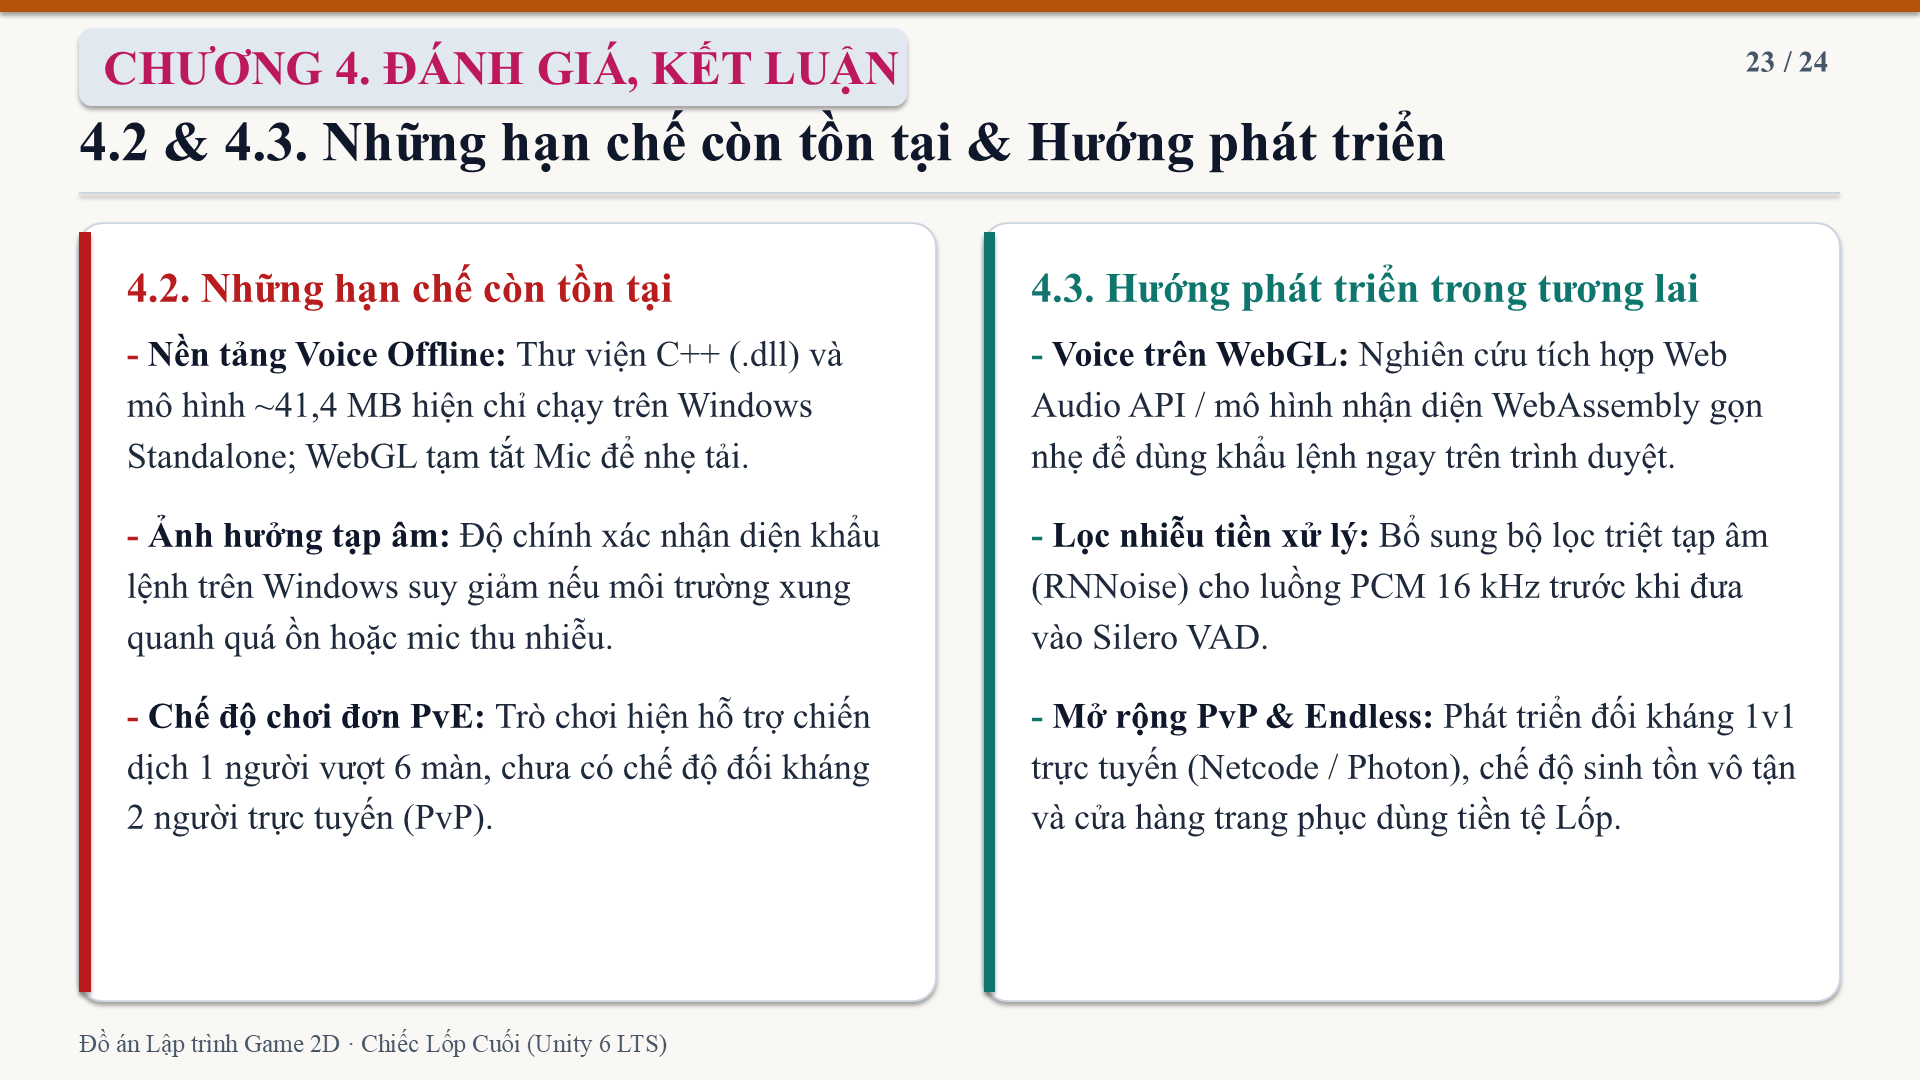 CHƯƠNG 4. ĐÁNH GIÁ, KẾT LUẬN
23 / 24
4.2 & 4.3. Những hạn chế còn tồn tại & Hướng phát triển
4.2. Những hạn chế còn tồn tại
- Nền tảng Voice Offline: Thư viện C++ (.dll) và
mô hình ~41,4 MB hiện chỉ chạy trên Windows
Standalone; WebGL tạm tắt Mic để nhẹ tải.
- Ảnh hưởng tạp âm: Độ chính xác nhận diện khẩu
lệnh trên Windows suy giảm nếu môi trường xung
quanh quá ồn hoặc mic thu nhiễu.
- Chế độ chơi đơn PvE: Trò chơi hiện hỗ trợ chiến
dịch 1 người vượt 6 màn, chưa có chế độ đối kháng
2 người trực tuyến (PvP).
4.3. Hướng phát triển trong tương lai
- Voice trên WebGL: Nghiên cứu tích hợp Web
Audio API / mô hình nhận diện WebAssembly gọn
nhẹ để dùng khẩu lệnh ngay trên trình duyệt.
- Lọc nhiễu tiền xử lý: Bổ sung bộ lọc triệt tạp âm
(RNNoise) cho luồng PCM 16 kHz trước khi đưa
vào Silero VAD.
- Mở rộng PvP & Endless: Phát triển đối kháng 1v1
trực tuyến (Netcode / Photon), chế độ sinh tồn vô tận
và cửa hàng trang phục dùng tiền tệ Lốp.
Đồ án Lập trình Game 2D · Chiếc Lốp Cuối (Unity 6 LTS)